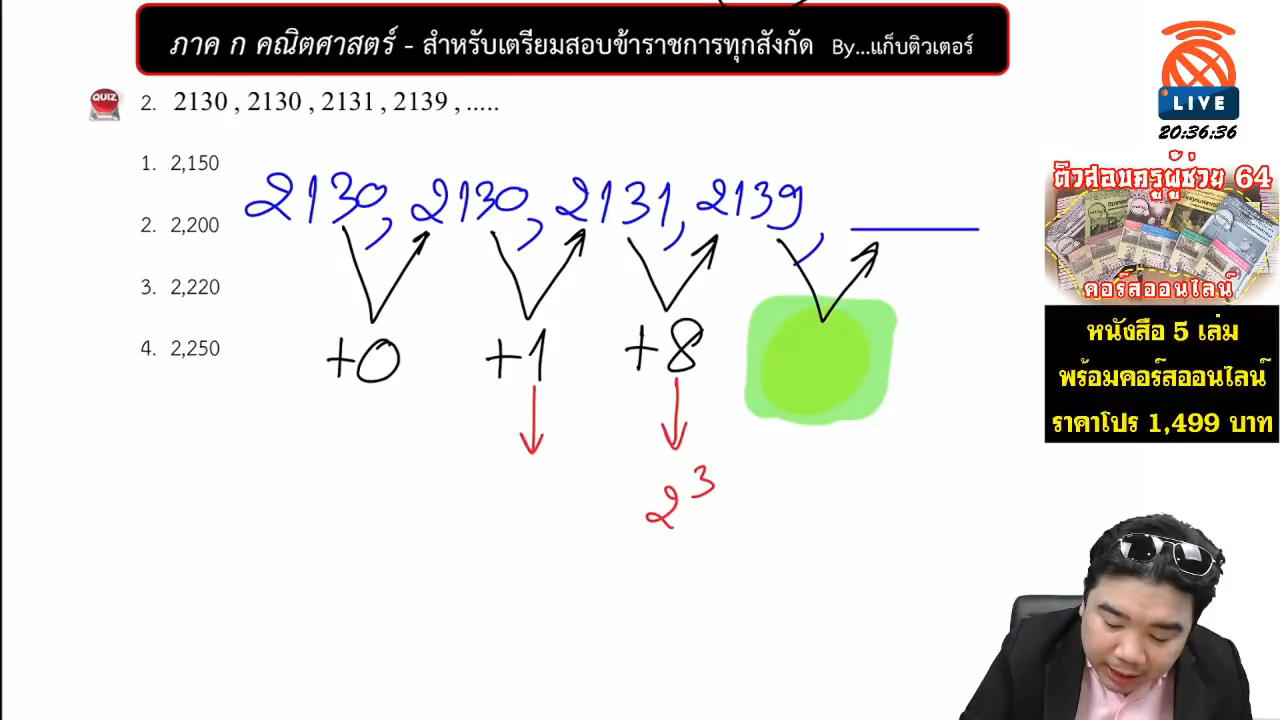 ภาค ก คณิตศาสตร์ - สำหรับเตรียมสอบข้าราชการทุกสังกัด By...แก็บติวเตอร์
QUIZ
2. 2130 , 2130 , 2131 , 2139 , .....
1. 2,150
2. 2,200
3. 2,220
4. 2,250
2130, 2130, 2131, 2139,
+0 +1 +8
2³
LIVE
20:36:36
ติวสอบครูผู้ช่วย 64
คอร์สออนไลน์
หนังสือ 5 เล่ม
พร้อมคอร์สออนไลน์
ราคาโปร 1,499 บาท